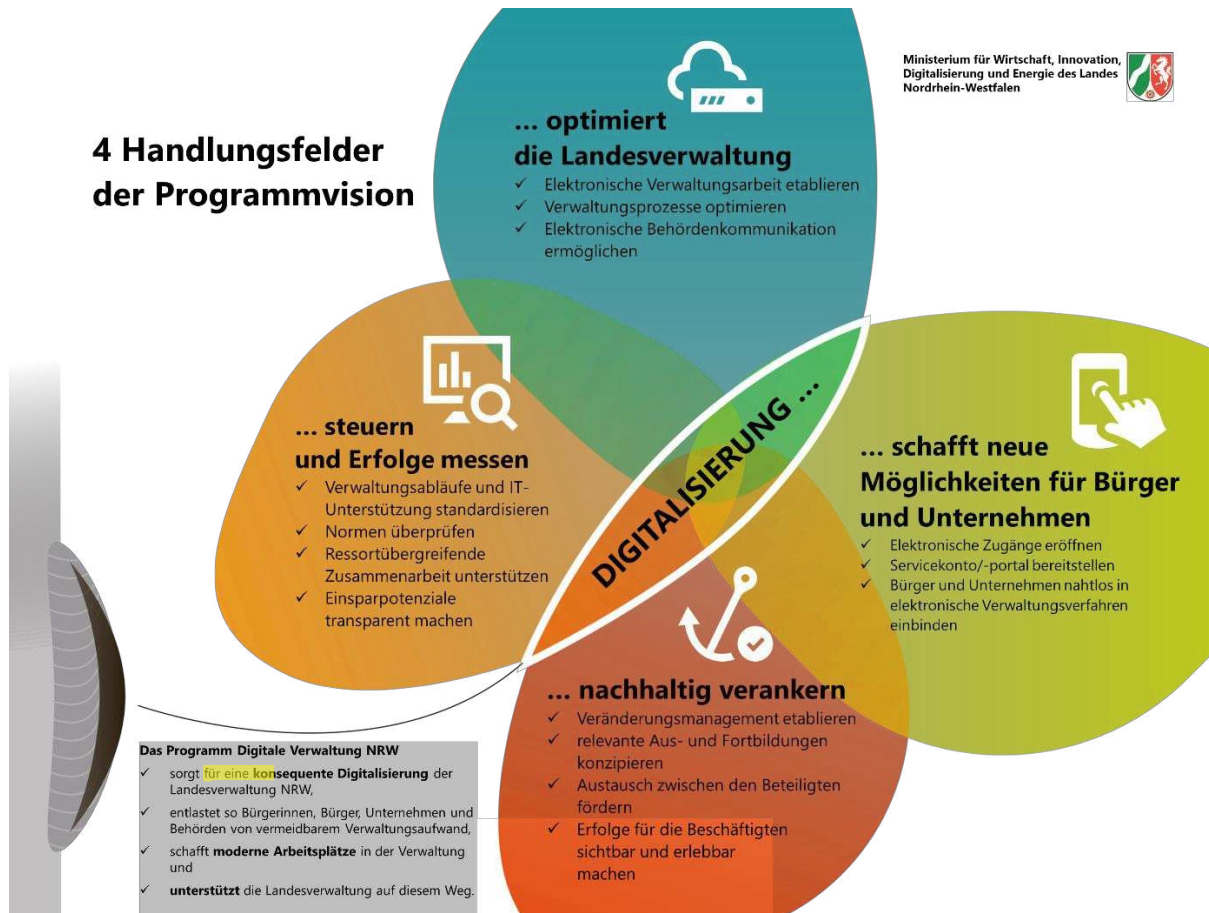 Ministerium für Wirtschaft, Innovation,
Digitalisierung und Energie des Landes
Nordrhein-Westfalen
4 Handlungsfelder
der Programmvision
... optimiert
die Landesverwaltung
✓ Elektronische Verwaltungsarbeit etablieren
✓ Verwaltungsprozesse optimieren
✓ Elektronische Behördenkommunikation
ermöglichen
... steuern
und Erfolge messen
✓ Verwaltungsabläufe und IT-
Unterstützung standardisieren
✓ Normen überprüfen
✓ Ressortübergreifende
Zusammenarbeit unterstützen
✓ Einsparpotenziale
transparent machen
DIGITALISIERUNG ...
... schafft neue
Möglichkeiten für Bürger
und Unternehmen
✓ Elektronische Zugänge eröffnen
✓ Servicekonto/-portal bereitstellen
✓ Bürger und Unternehmen nahtlos in
elektronische Verwaltungsverfahren
einbinden
... nachhaltig verankern
✓ Veränderungsmanagement etablieren
✓ relevante Aus- und Fortbildungen
konzipieren
✓ Austausch zwischen den Beteiligten
fördern
✓ Erfolge für die Beschäftigten
sichtbar und erlebbar
machen
Das Programm Digitale Verwaltung NRW
✓ sorgt für eine konsequente Digitalisierung der
Landesverwaltung NRW,
✓ entlastet so Bürgerinnen, Bürger, Unternehmen und
Behörden von vermeidbarem Verwaltungsaufwand,
✓ schafft moderne Arbeitsplätze in der Verwaltung
und
✓ unterstützt die Landesverwaltung auf diesem Weg.